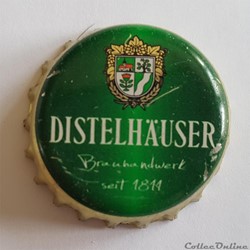 DISTELHÄUSER
Brauhandwerk
seit 1811
CollecOnline